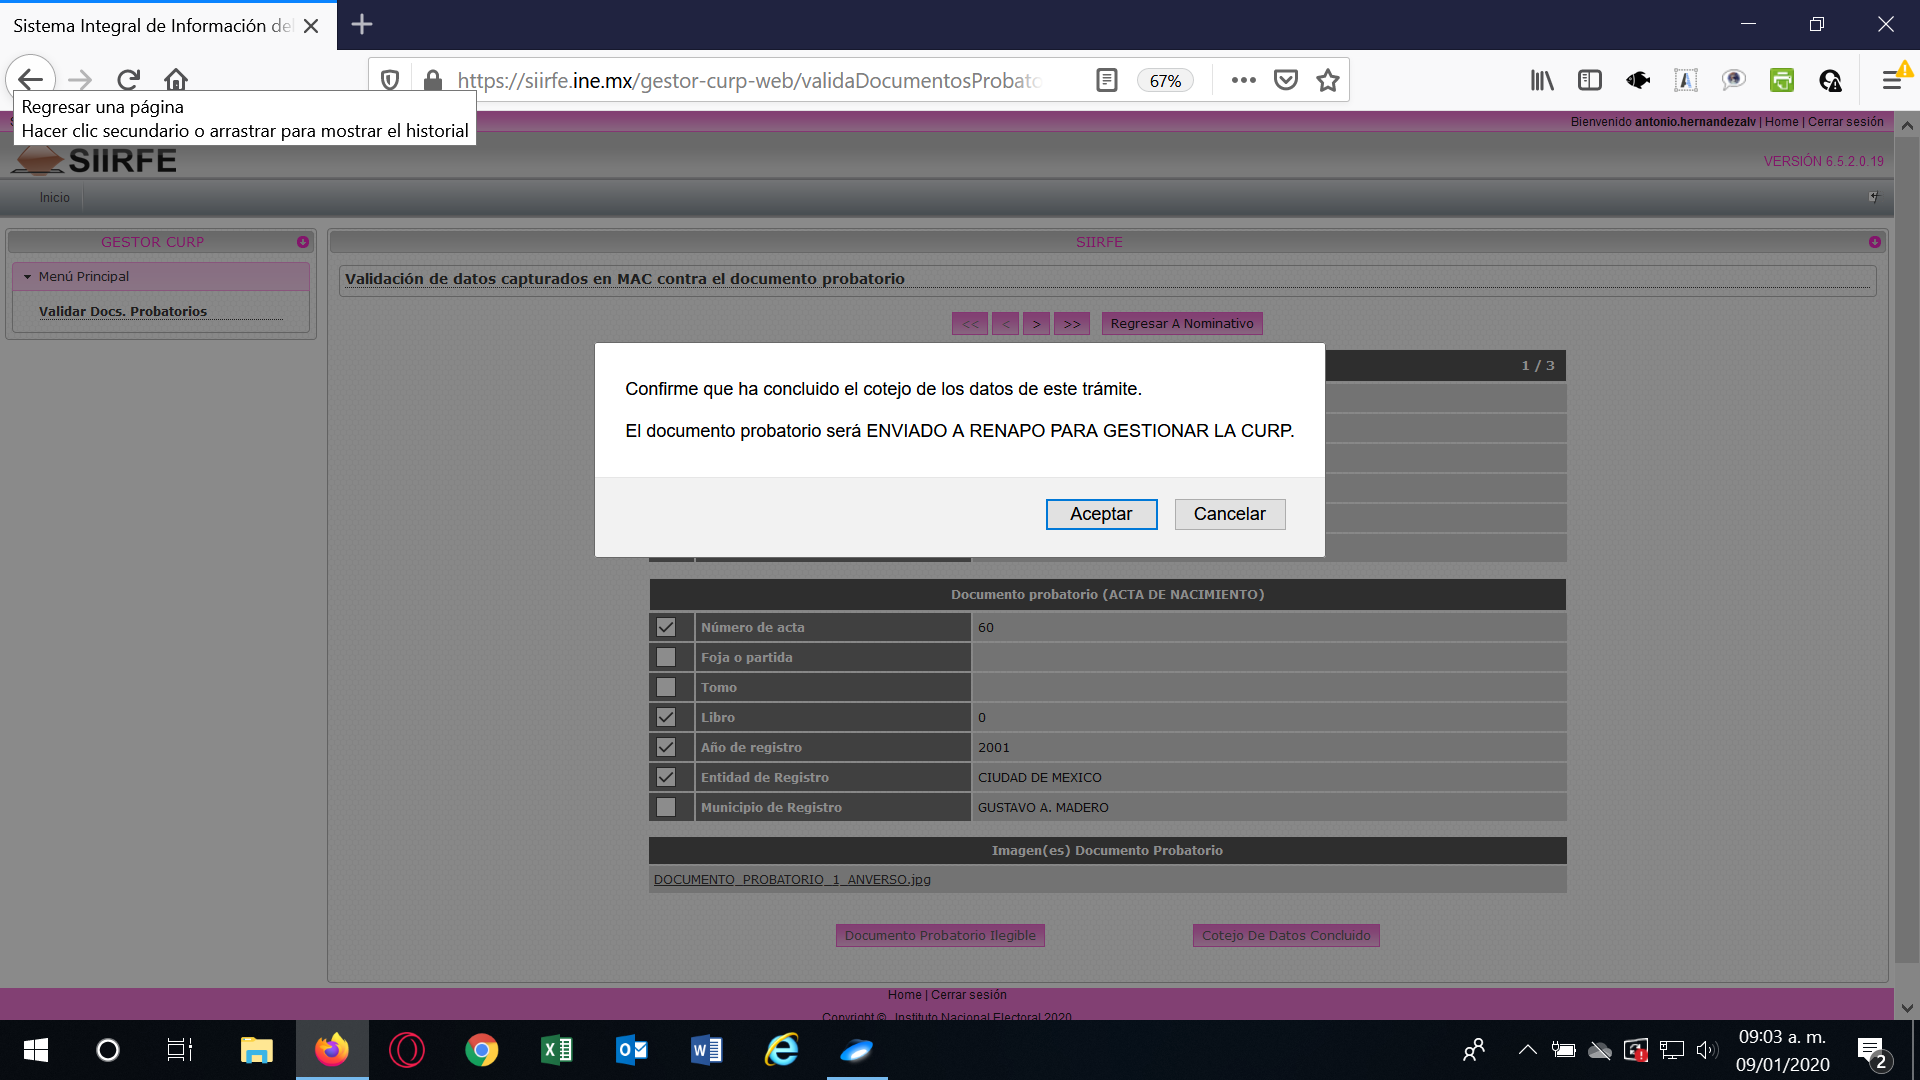 Sistema Integral de Información del
https://siirfe.ine.mx/gestor-curp-web/validaDocumentosProbato
67%
Regresar una página
Hacer clic secundario o arrastrar para mostrar el historial
Bienvenido antonio.hernandezalv | Home | Cerrar sesión
SIIRFE
VERSIÓN 6.5.2.0.19
Inicio
GESTOR CURP
SIIRFE
Menú Principal
Validar Docs. Probatorios
Validación de datos capturados en MAC contra el documento probatorio
<< < > >> Regresar A Nominativo
1 / 3
Confirme que ha concluido el cotejo de los datos de este trámite.
El documento probatorio será ENVIADO A RENAPO PARA GESTIONAR LA CURP.
Aceptar Cancelar
Documento probatorio (ACTA DE NACIMIENTO)
Número de acta 60
Foja o partida
Tomo
Libro 0
Año de registro 2001
Entidad de Registro CIUDAD DE MEXICO
Municipio de Registro GUSTAVO A. MADERO
Imagen(es) Documento Probatorio
DOCUMENTO_PROBATORIO_1_ANVERSO.jpg
Documento Probatorio Ilegible Cotejo De Datos Concluido
Home | Cerrar sesión
Copyright © Instituto Nacional Electoral 2020
09:03 a. m.
09/01/2020
2